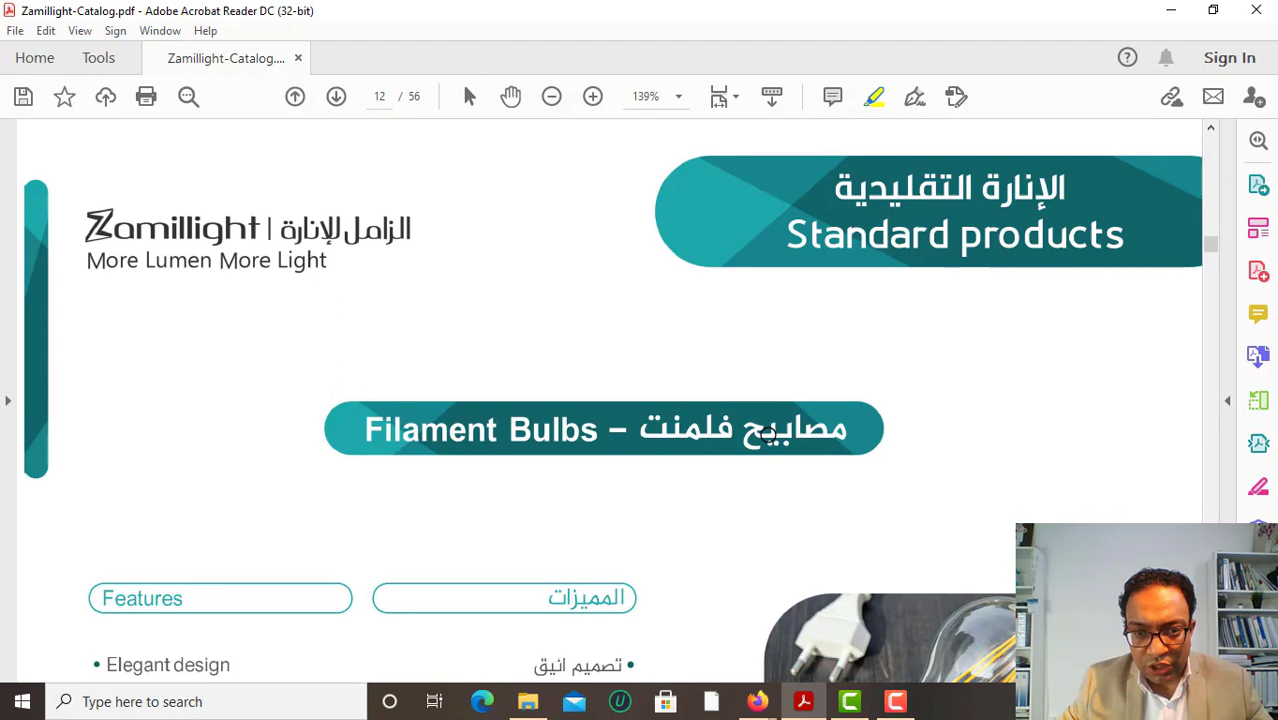 Zamillight-Catalog.pdf - Adobe Acrobat Reader DC (32-bit)
File Edit View Sign Window Help
Home Tools Zamillight-Catalog.... × Sign In
12 / 56 139%
الإنارة التقليدية
Standard products
Zamillight | الزامل للإنارة
More Lumen More Light
Filament Bulbs – مصابيح فلمنت
Features
المميزات
• Elegant design
تصميم انيق •
Type here to search